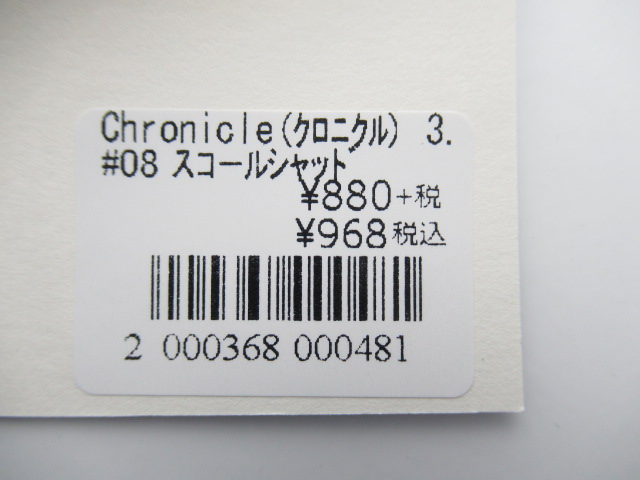 Chronicle(クロニクル) 3.
#08 スコールシャット
¥880+税
¥968税込
2 000368 000481